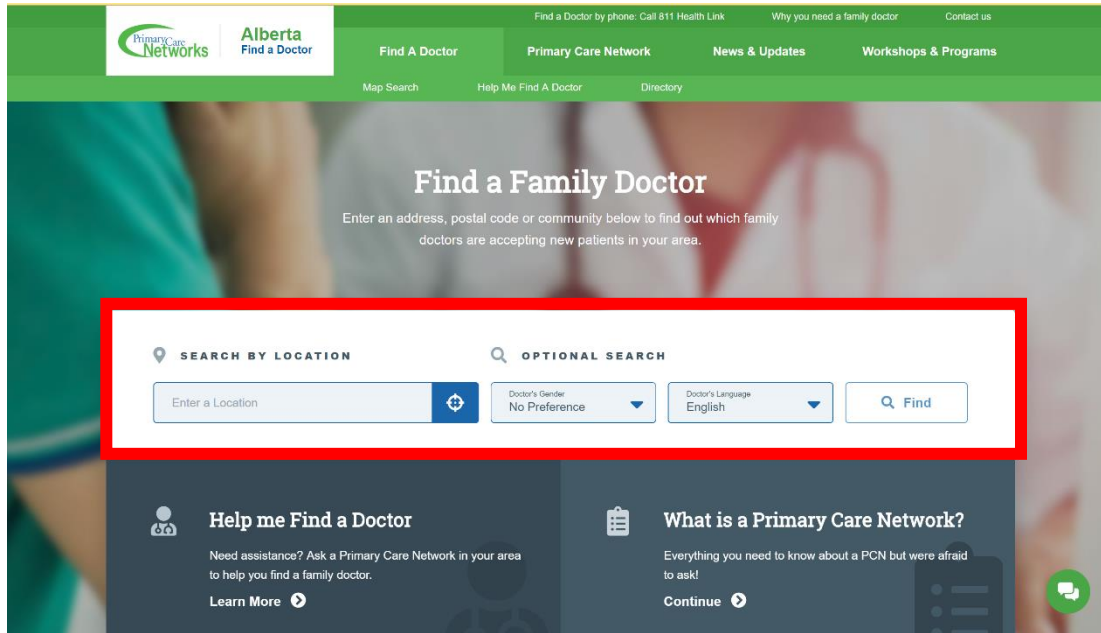 Find a Doctor by phone: Call 811 Health Link Why you need a family doctor Contact us
PrimaryCare
Networks
Alberta
Find a Doctor
Find A Doctor Primary Care Network News & Updates Workshops & Programs
Map Search Help Me Find A Doctor Directory
Find a Family Doctor
Enter an address, postal code or community below to find out which family
doctors are accepting new patients in your area.
SEARCH BY LOCATION OPTIONAL SEARCH
Enter a Location
Doctor's Gender
No Preference
Doctor's Language
English
Find
Help me Find a Doctor
Need assistance? Ask a Primary Care Network in your area
to help you find a family doctor.
Learn More
What is a Primary Care Network?
Everything you need to know about a PCN but were afraid
to ask!
Continue